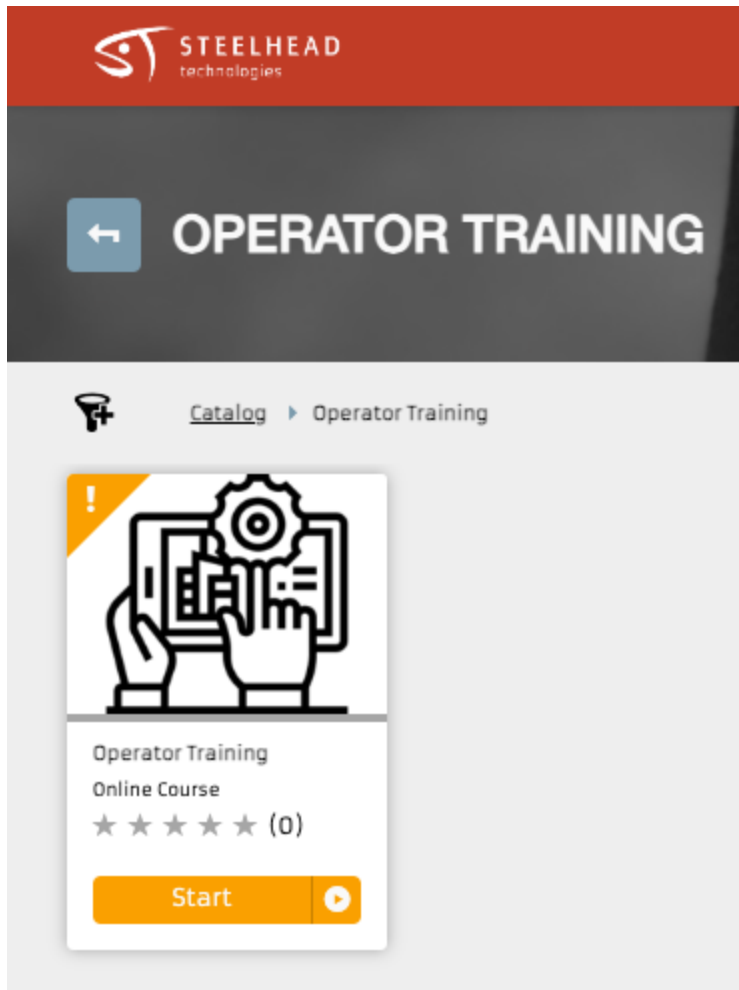 STEELHEAD
technologies
OPERATOR TRAINING
Catalog Operator Training
!
Operator Training
Online Course
(0)
Start